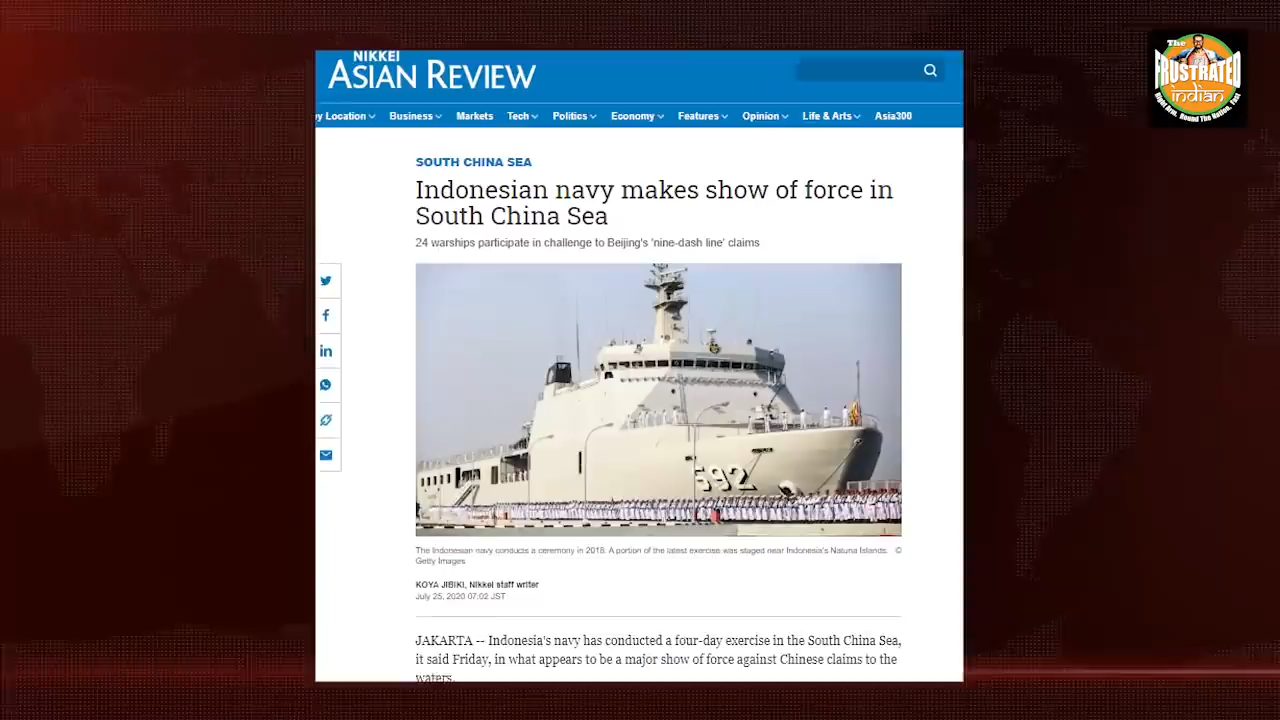 NIKKEI
ASIAN REVIEW
by Location
Business
Markets
Tech
Politics
Economy
Features
Opinion
Life & Arts
Asia300
The
FRUSTRATED
indian
SOUTH CHINA SEA
Indonesian navy makes show of force in
South China Sea
24 warships participate in challenge to Beijing's 'nine-dash line' claims
592
The Indonesian navy conducts a ceremony in 2018. A portion of the latest exercise was staged near Indonesia's Natuna Islands. ©
Getty Images
KOYA JIBIKI, Nikkei staff writer
July 25, 2020 07:02 JST
JAKARTA -- Indonesia's navy has conducted a four-day exercise in the South China Sea,
it said Friday, in what appears to be a major show of force against Chinese claims to the
waters.